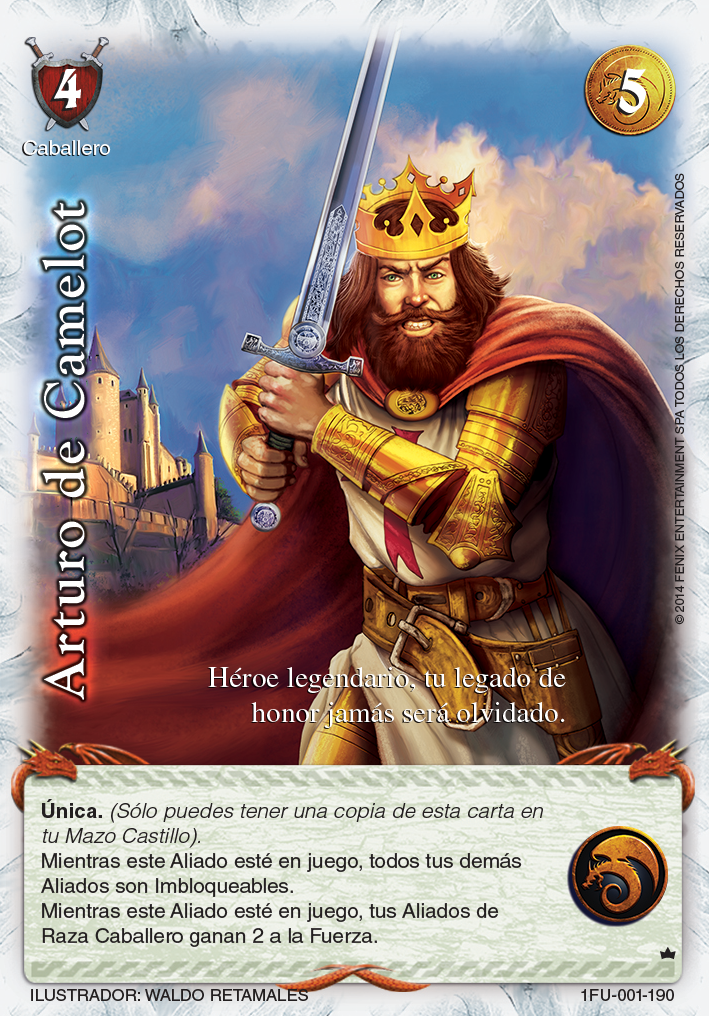 4
5
Caballero
Arturo de Camelot
© 2014 FENIX ENTERTAINMENT SPA TODOS LOS DERECHOS RESERVADOS
Héroe legendario, tu legado de
honor jamás será olvidado.
Única. (Sólo puedes tener una copia de esta carta en
tu Mazo Castillo).
Mientras este Aliado esté en juego, todos tus demás
Aliados son Imbloqueables.
Mientras este Aliado esté en juego, tus Aliados de
Raza Caballero ganan 2 a la Fuerza.
ILUSTRADOR: WALDO RETAMALES
1FU-001-190